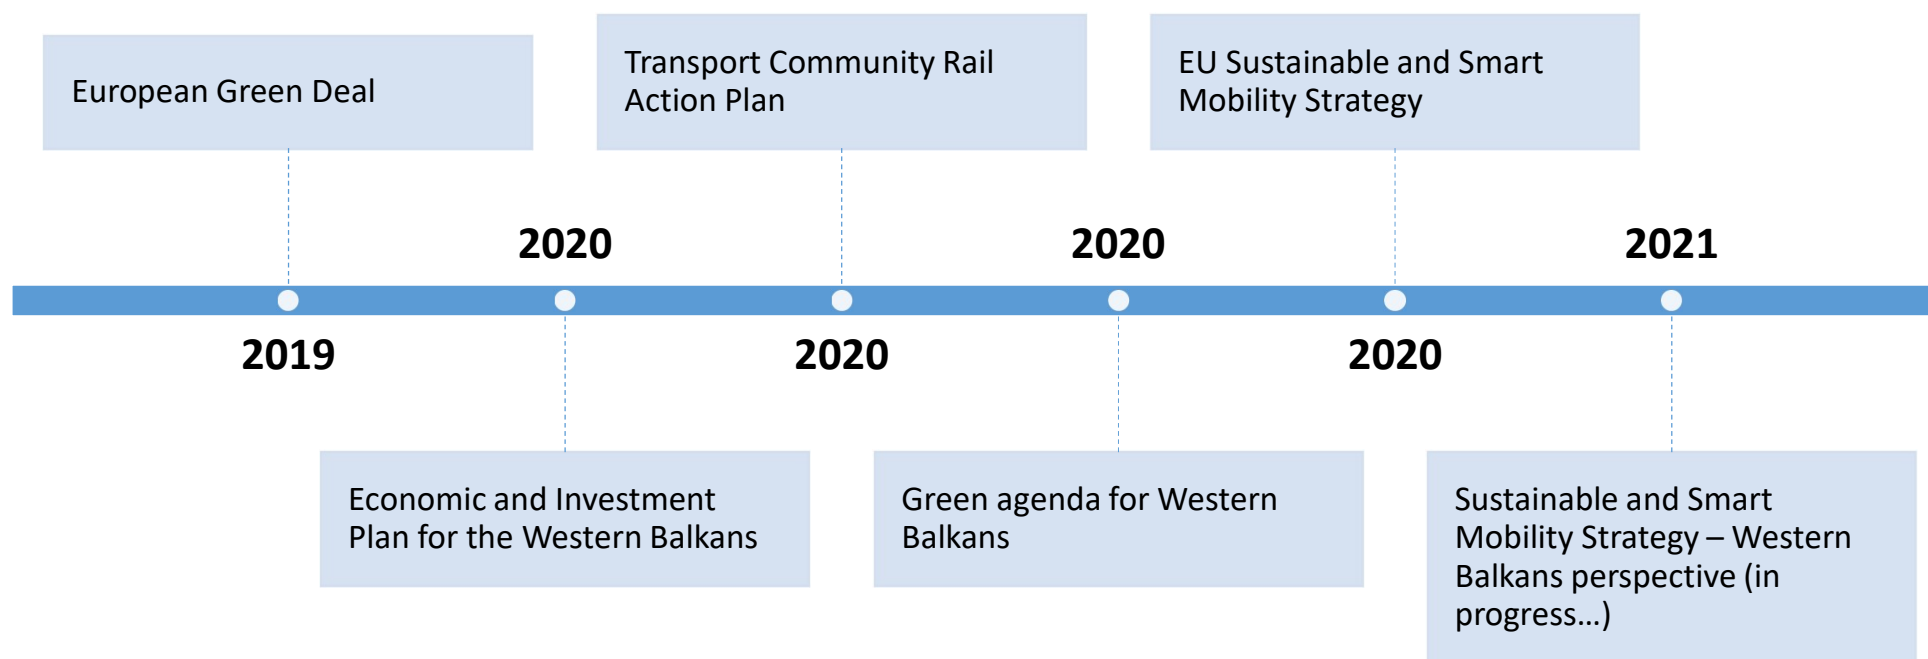 European Green Deal
Transport Community Rail
Action Plan
EU Sustainable and Smart
Mobility Strategy
2020
2020
2021
2019
2020
2020
Economic and Investment
Plan for the Western Balkans
Green agenda for Western
Balkans
Sustainable and Smart
Mobility Strategy – Western
Balkans perspective (in
progress…)